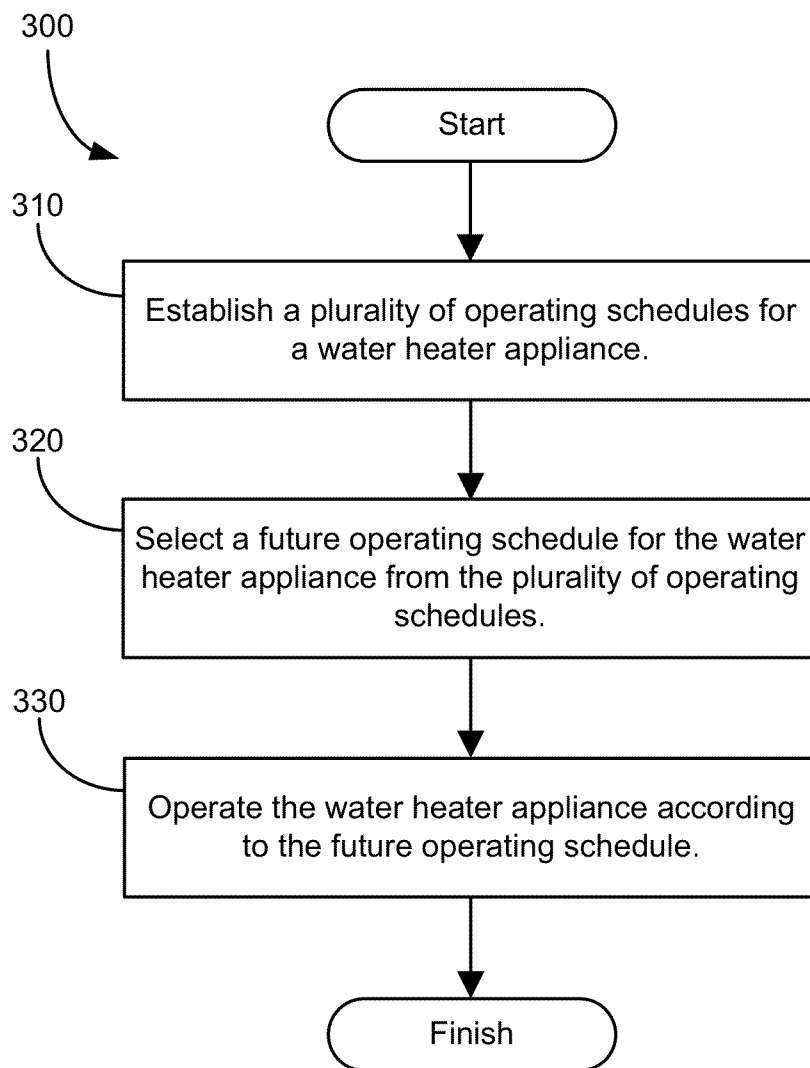 300
Start
310
Establish a plurality of operating schedules for
a water heater appliance.
320
Select a future operating schedule for the water
heater appliance from the plurality of operating
schedules.
330
Operate the water heater appliance according
to the future operating schedule.
Finish